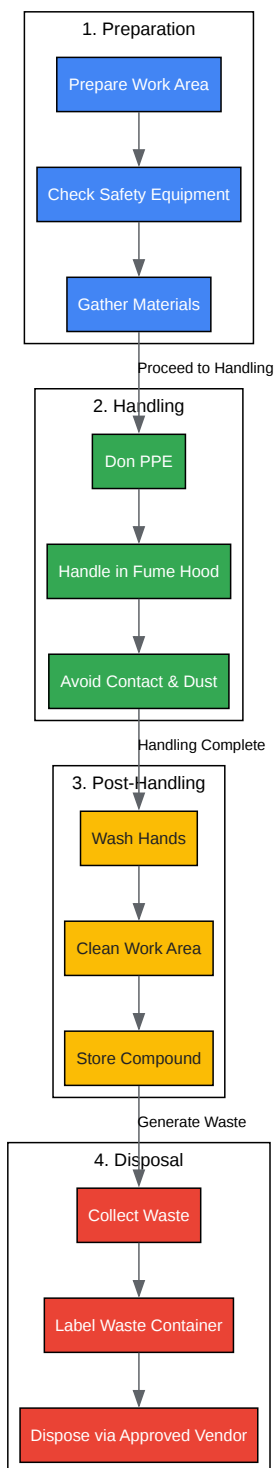 1. Preparation
Prepare Work Area
Check Safety Equipment
Gather Materials
Proceed to Handling
2. Handling
Don PPE
Handle in Fume Hood
Avoid Contact & Dust
Handling Complete
3. Post-Handling
Wash Hands
Clean Work Area
Store Compound
Generate Waste
4. Disposal
Collect Waste
Label Waste Container
Dispose via Approved Vendor